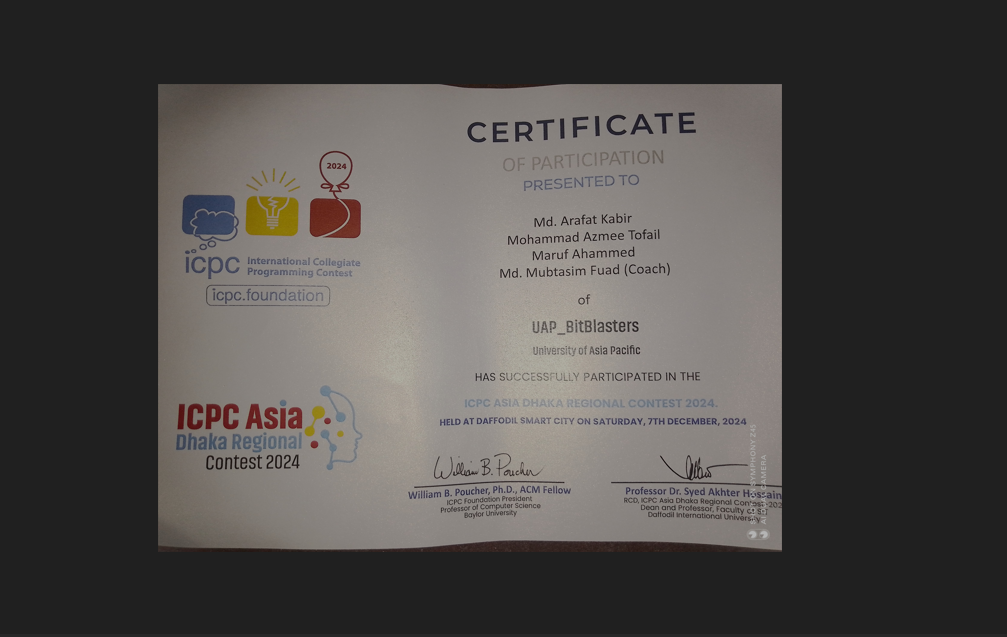 2024
icpc
International Collegiate
Programming Contest
icpc.foundation
ICPC Asia
Dhaka Regional
Contest 2024
CERTIFICATE
OF PARTICIPATION
PRESENTED TO
Md. Arafat Kabir
Mohammad Azmee Tofail
Maruf Ahammed
Md. Mubtasim Fuad (Coach)
of
UAP_BitBlasters
University of Asia Pacific
HAS SUCCESSFULLY PARTICIPATED IN THE
ICPC ASIA DHAKA REGIONAL CONTEST 2024.
HELD AT DAFFODIL SMART CITY ON SATURDAY, 7TH DECEMBER, 2024
William B. Poucher
William B. Poucher, Ph.D., ACM Fellow
ICPC Foundation President
Professor of Computer Science
Baylor University
Professor Dr. Syed Akhter Hossain
RCD, ICPC Asia Dhaka Regional Contest 202
Dean and Professor, Faculty of
Daffodil International University
SYMPHONY Z45
CAMERA